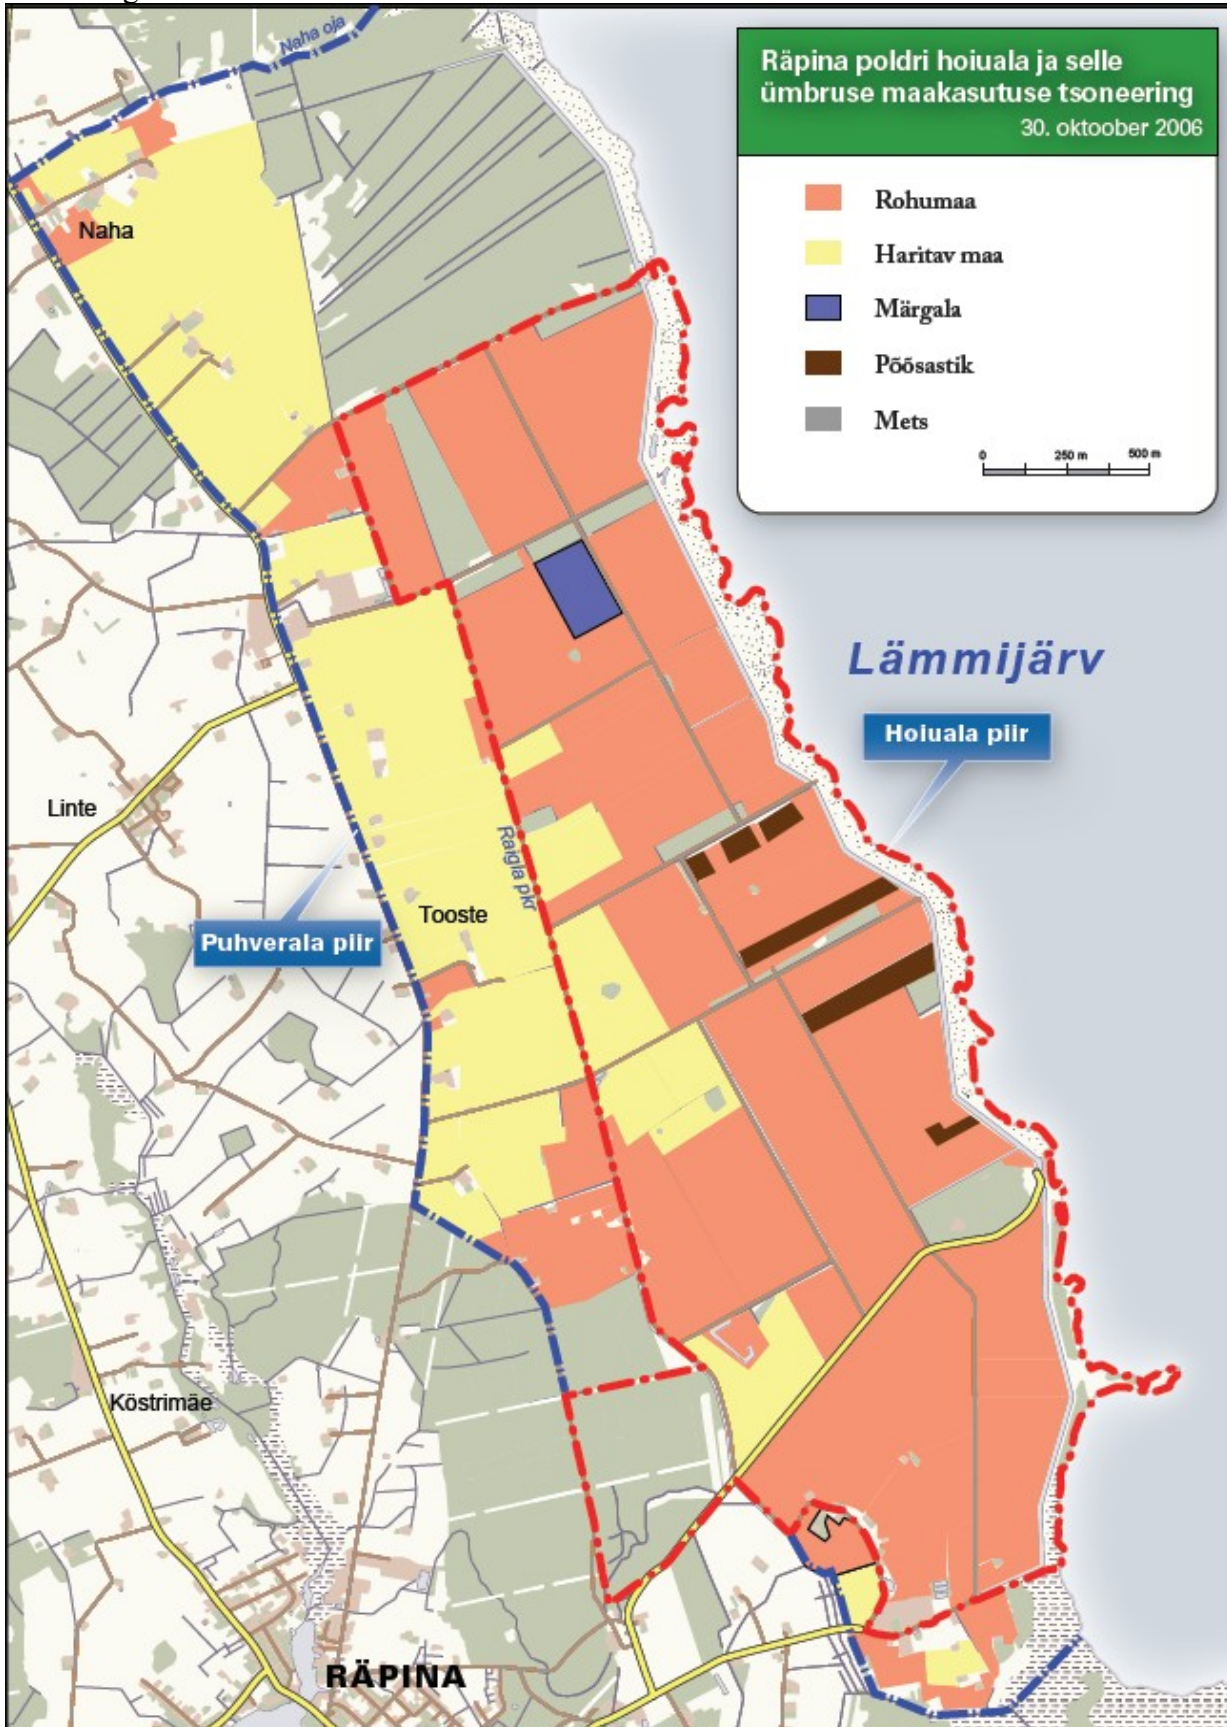 Naha oja
Räpina poldri hoiuala ja selle
ümbruse maakasutuse tsoneering
30. oktoober 2006
Rohumaa
Haritav maa
Märgala
Põõsastik
Mets
0 250 m 500 m
Naha
Lämmijärv
Hoiuala piir
Linte
Raigla pkr
Tooste
Puhverala piir
Köstrimäe
RÄPINA